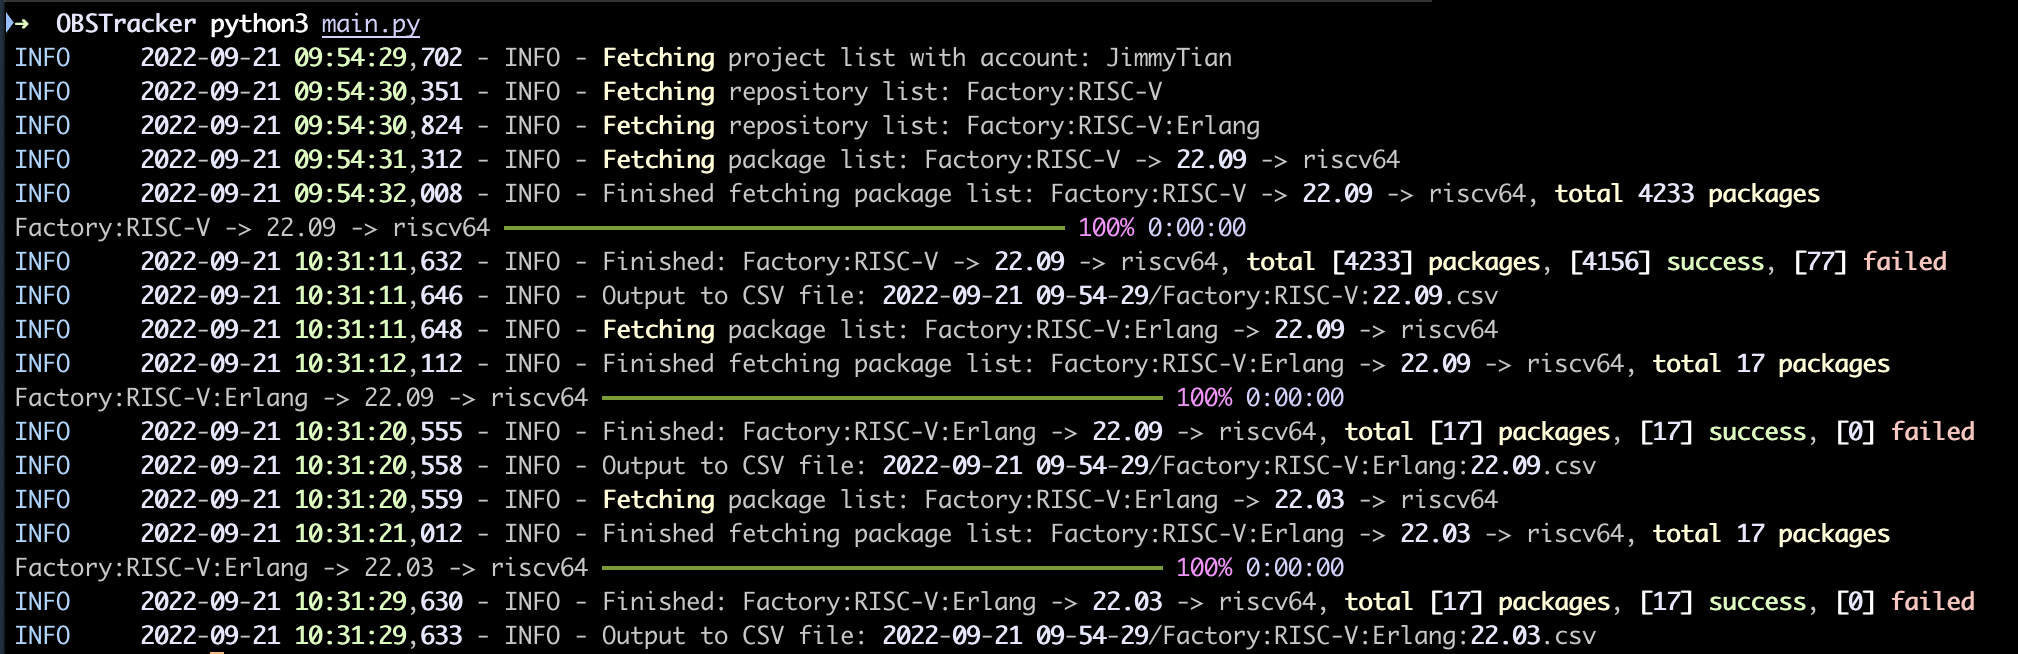 ➜ OBSTracker python3 main.py
INFO 2022-09-21 09:54:29,702 - INFO - Fetching project list with account: JimmyTian
INFO 2022-09-21 09:54:30,351 - INFO - Fetching repository list: Factory:RISC-V
INFO 2022-09-21 09:54:30,824 - INFO - Fetching repository list: Factory:RISC-V:Erlang
INFO 2022-09-21 09:54:31,312 - INFO - Fetching package list: Factory:RISC-V -> 22.09 -> riscv64
INFO 2022-09-21 09:54:32,008 - INFO - Finished fetching package list: Factory:RISC-V -> 22.09 -> riscv64, total 4233 packages
Factory:RISC-V -> 22.09 -> riscv64 100% 0:00:00
INFO 2022-09-21 10:31:11,632 - INFO - Finished: Factory:RISC-V -> 22.09 -> riscv64, total [4233] packages, [4156] success, [77] failed
INFO 2022-09-21 10:31:11,646 - INFO - Output to CSV file: 2022-09-21 09-54-29/Factory:RISC-V:22.09.csv
INFO 2022-09-21 10:31:11,648 - INFO - Fetching package list: Factory:RISC-V:Erlang -> 22.09 -> riscv64
INFO 2022-09-21 10:31:12,112 - INFO - Finished fetching package list: Factory:RISC-V:Erlang -> 22.09 -> riscv64, total 17 packages
Factory:RISC-V:Erlang -> 22.09 -> riscv64 100% 0:00:00
INFO 2022-09-21 10:31:20,555 - INFO - Finished: Factory:RISC-V:Erlang -> 22.09 -> riscv64, total [17] packages, [17] success, [0] failed
INFO 2022-09-21 10:31:20,558 - INFO - Output to CSV file: 2022-09-21 09-54-29/Factory:RISC-V:Erlang:22.09.csv
INFO 2022-09-21 10:31:20,559 - INFO - Fetching package list: Factory:RISC-V:Erlang -> 22.03 -> riscv64
INFO 2022-09-21 10:31:21,012 - INFO - Finished fetching package list: Factory:RISC-V:Erlang -> 22.03 -> riscv64, total 17 packages
Factory:RISC-V:Erlang -> 22.03 -> riscv64 100% 0:00:00
INFO 2022-09-21 10:31:29,630 - INFO - Finished: Factory:RISC-V:Erlang -> 22.03 -> riscv64, total [17] packages, [17] success, [0] failed
INFO 2022-09-21 10:31:29,633 - INFO - Output to CSV file: 2022-09-21 09-54-29/Factory:RISC-V:Erlang:22.03.csv